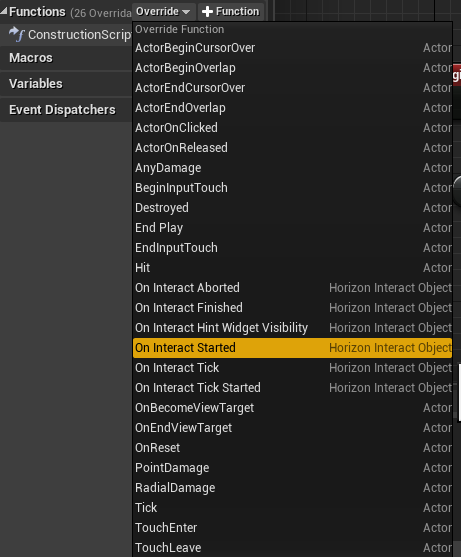 Functions (26 Overrida
Override
Function
ConstructionScrip
Macros
Variables
Event Dispatchers
Override Function
ActorBeginCursorOver Actor
ActorBeginOverlap Actor
ActorEndCursorOver Actor
ActorEndOverlap Actor
ActorOnClicked Actor
ActorOnReleased Actor
AnyDamage Actor
BeginInputTouch Actor
Destroyed Actor
End Play Actor
EndInputTouch Actor
Hit Actor
On Interact Aborted Horizon Interact Object
On Interact Finished Horizon Interact Object
On Interact Hint Widget Visibility Horizon Interact Object
On Interact Started Horizon Interact Object
On Interact Tick Horizon Interact Object
On Interact Tick Started Horizon Interact Object
OnBecomeViewTarget Actor
OnEndViewTarget Actor
OnReset Actor
PointDamage Actor
RadialDamage Actor
Tick Actor
TouchEnter Actor
TouchLeave Actor